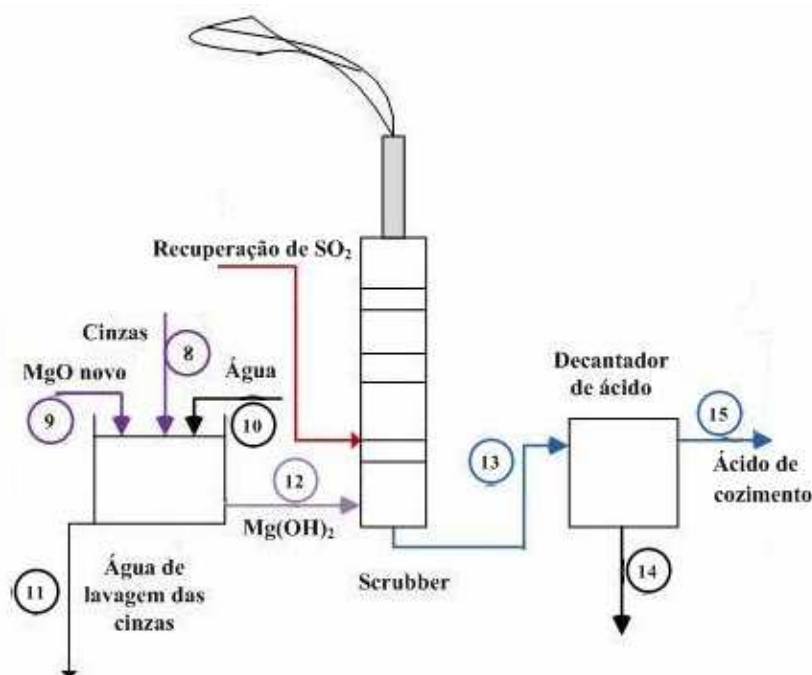 Recuperação de SO₂
Cinzas
8
MgO novo
9
Água
10
12
Mg(OH)₂
11
Água de
lavagem das
cinzas
Scrubber
13
Decantador
de ácido
15
Ácido de
cozimento
14